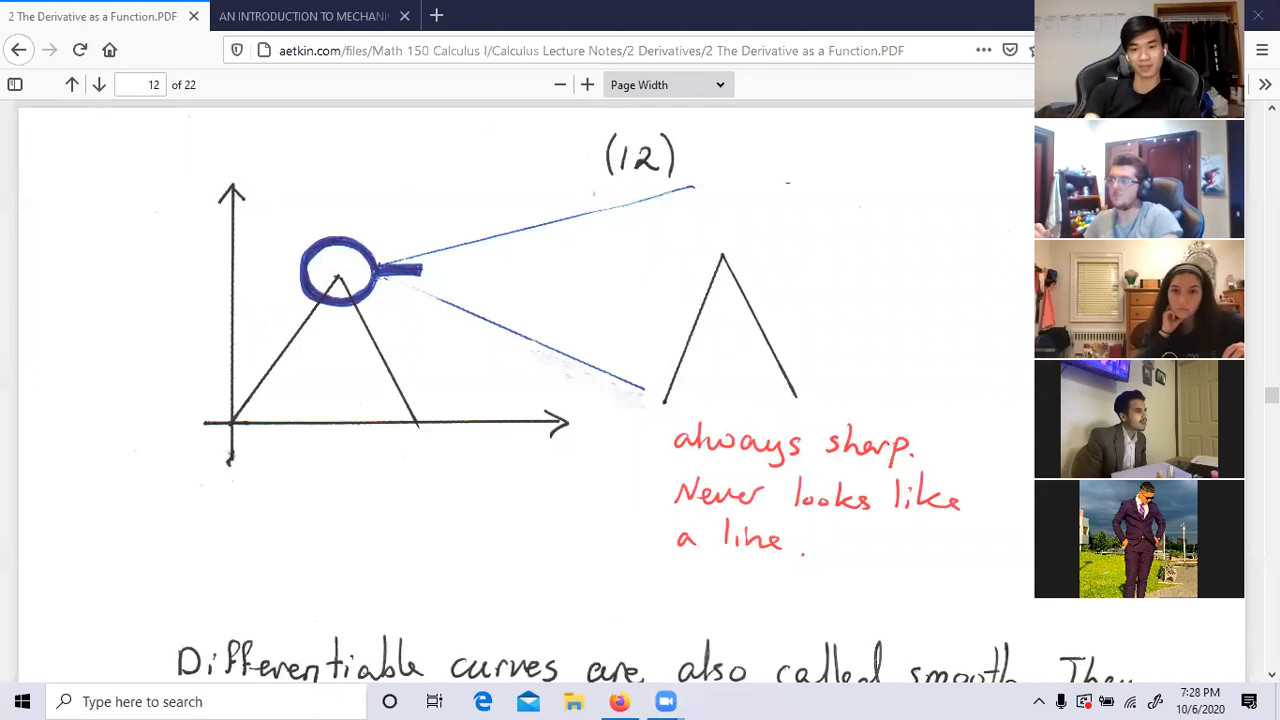 2 The Derivative as a Function.PDF
AN INTRODUCTION TO MECHANI
aetkin.com/files/Math 150 Calculus I/Calculus Lecture Notes/2 Derivatives/2 The Derivative as a Function.PDF
12 of 22
Page Width
(12)
always sharp.
Never looks like
a line.
Differentiable curves are also called smooth. They
Type here to search
7:28 PM
10/6/2020